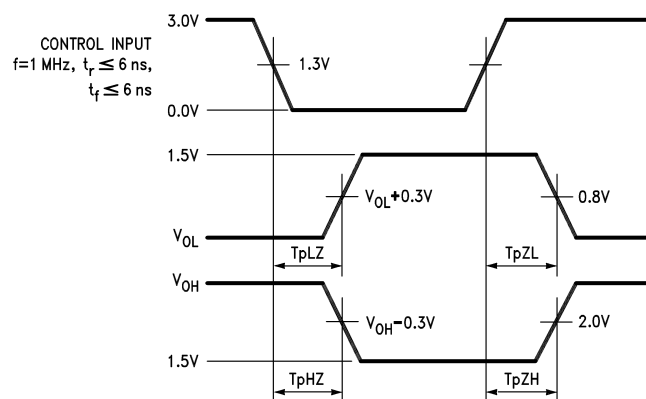 3.0V
CONTROL INPUT
f=1 MHz, tr ≤ 6 ns,
tf ≤ 6 ns
1.3V
0.0V
1.5V
VOL+0.3V
0.8V
VOL
TpLZ
TpZL
VOH
VOH−0.3V
2.0V
1.5V
TpHZ
TpZH